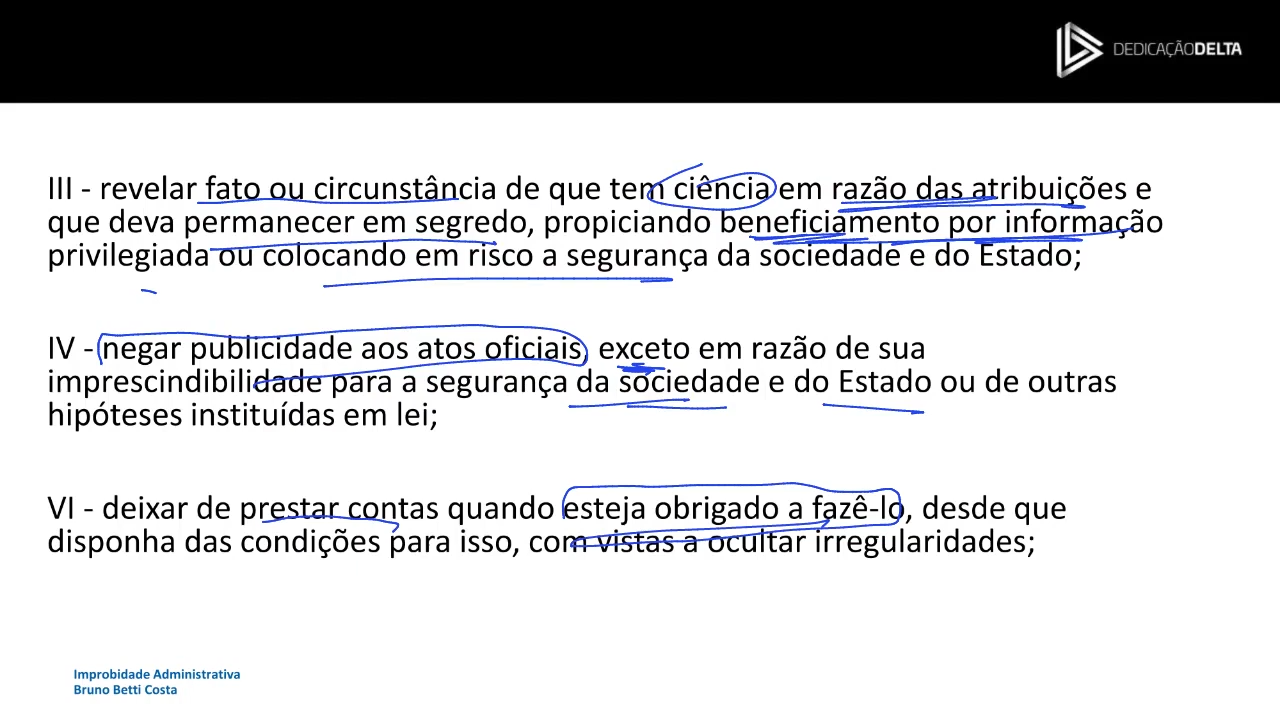 DEDICAÇÃODELTA
III - revelar fato ou circunstância de que tem ciência em razão das atribuições e
que deva permanecer em segredo, propiciando beneficiamento por informação
privilegiada ou colocando em risco a segurança da sociedade e do Estado;
IV - negar publicidade aos atos oficiais, exceto em razão de sua
imprescindibilidade para a segurança da sociedade e do Estado ou de outras
hipóteses instituídas em lei;
VI - deixar de prestar contas quando esteja obrigado a fazê-lo, desde que
disponha das condições para isso, com vistas a ocultar irregularidades;
Improbidade Administrativa
Bruno Betti Costa